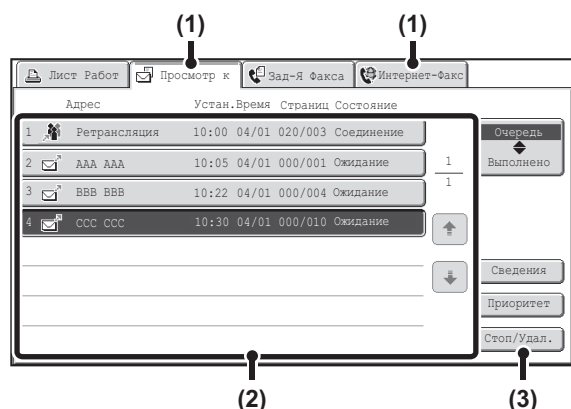 (1) (1)
Лист Работ Просмотр к Зад-Я Факса Интернет-Факс
Адрес Устан.Время Страниц Состояние
1 Ретрансляция 10:00 04/01 020/003 Соединение
2 AAA AAA 10:05 04/01 000/001 Ожидание
3 BBB BBB 10:22 04/01 000/004 Ожидание
4 CCC CCC 10:30 04/01 000/010 Ожидание
1
1
Очередь
Выполнено
Сведения
Приоритет
Стоп/Удал.
(2) (3)